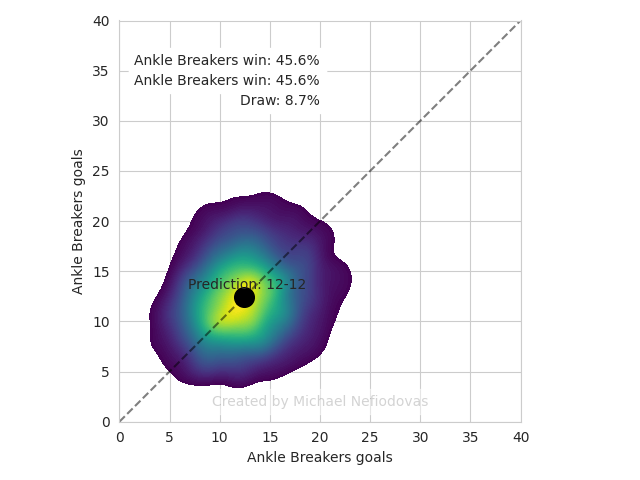 40
35
30
25
20
15
10
5
0
Ankle Breakers goals
Ankle Breakers win: 45.6%
Ankle Breakers win: 45.6%
Draw: 8.7%
Prediction: 12-12
Created by Michael Nefiodovas
0 5 10 15 20 25 30 35 40
Ankle Breakers goals